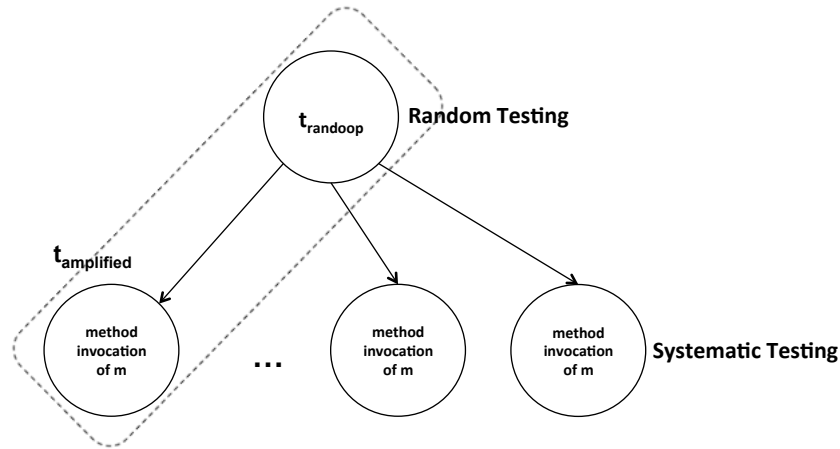 t_randoop
Random Testing
t_amplified
method
invocation
of m
...
method
invocation
of m
method
invocation
of m
Systematic Testing